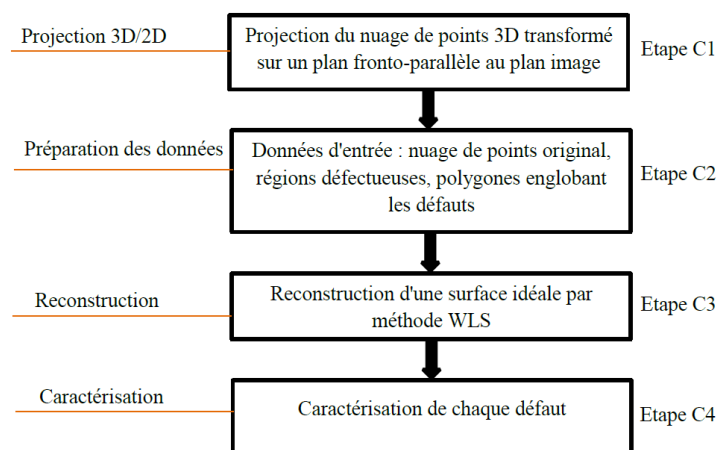 Projection 3D/2D
Projection du nuage de points 3D transformé
sur un plan fronto-parallèle au plan image
Etape C1
Préparation des données
Données d'entrée : nuage de points original,
régions défectueuses, polygones englobant
les défauts
Etape C2
Reconstruction
Reconstruction d'une surface idéale par
méthode WLS
Etape C3
Caractérisation
Caractérisation de chaque défaut
Etape C4